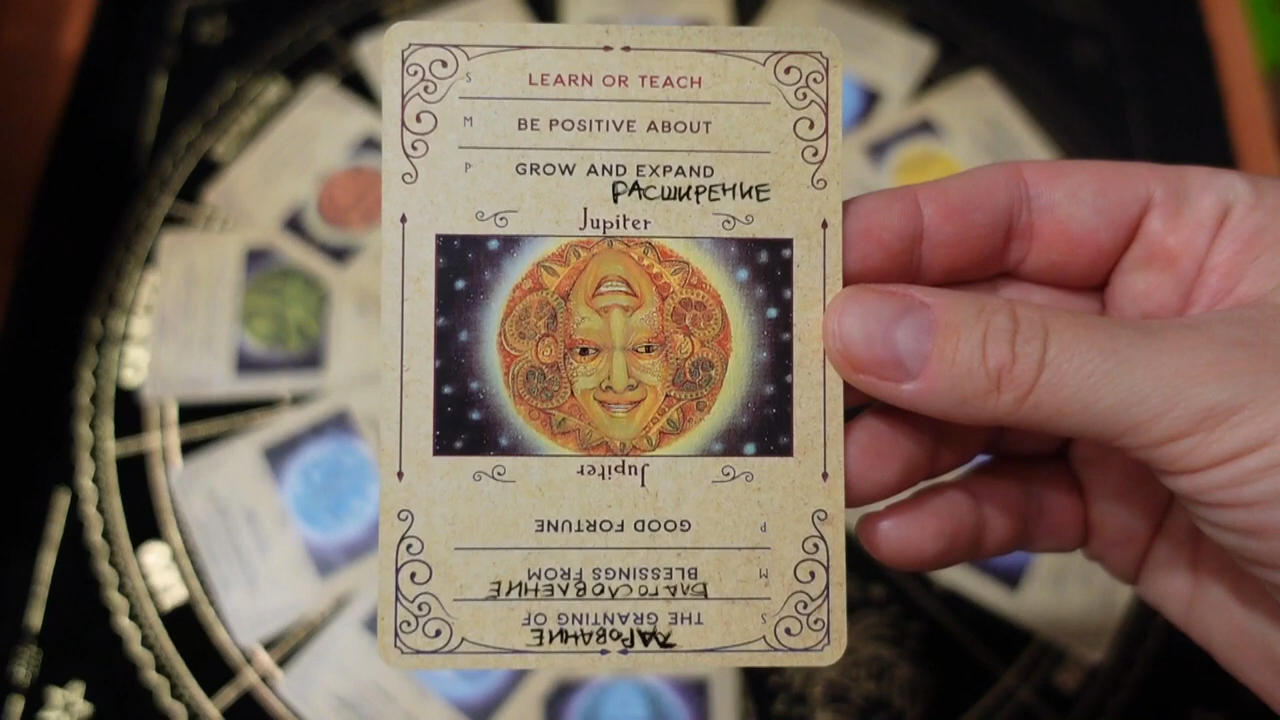 S LEARN OR TEACH
M BE POSITIVE ABOUT
P GROW AND EXPAND
РАСШИРЕНИЕ
Jupiter
Jupiter
P GOOD FORTUNE
M BLESSINGS FROM
БЛАГОСЛОВЛЕНИЕ
S THE GRANTING OF
ДАРОВАНИЕ